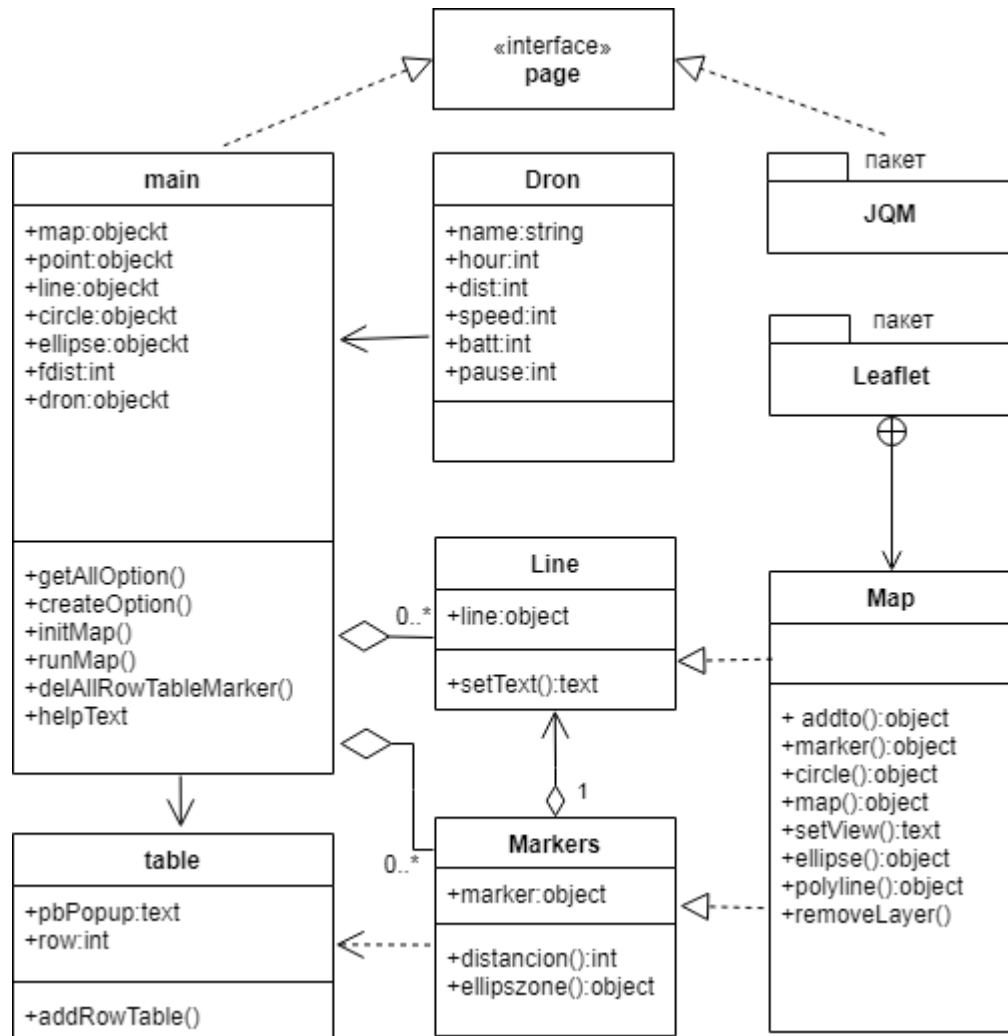 «interface»
page
main
+map:objeckt
+point:objeckt
+line:objeckt
+circle:objeckt
+ellipse:objeckt
+fdist:int
+dron:objeckt
+getAllOption()
+createOption()
+initMap()
+runMap()
+delAllRowTableMarker()
+helpText
Dron
+name:string
+hour:int
+dist:int
+speed:int
+batt:int
+pause:int
пакет
JQM
пакет
Leaflet
0..*
Line
+line:object
+setText():text
Map
+ addto():object
+marker():object
+circle():object
+map():object
+setView():text
+ellipse():object
+polyline():object
+removeLayer()
1
0..*
table
+pbPopup:text
+row:int
+addRowTable()
Markers
+marker:object
+distancion():int
+ellipszone():object